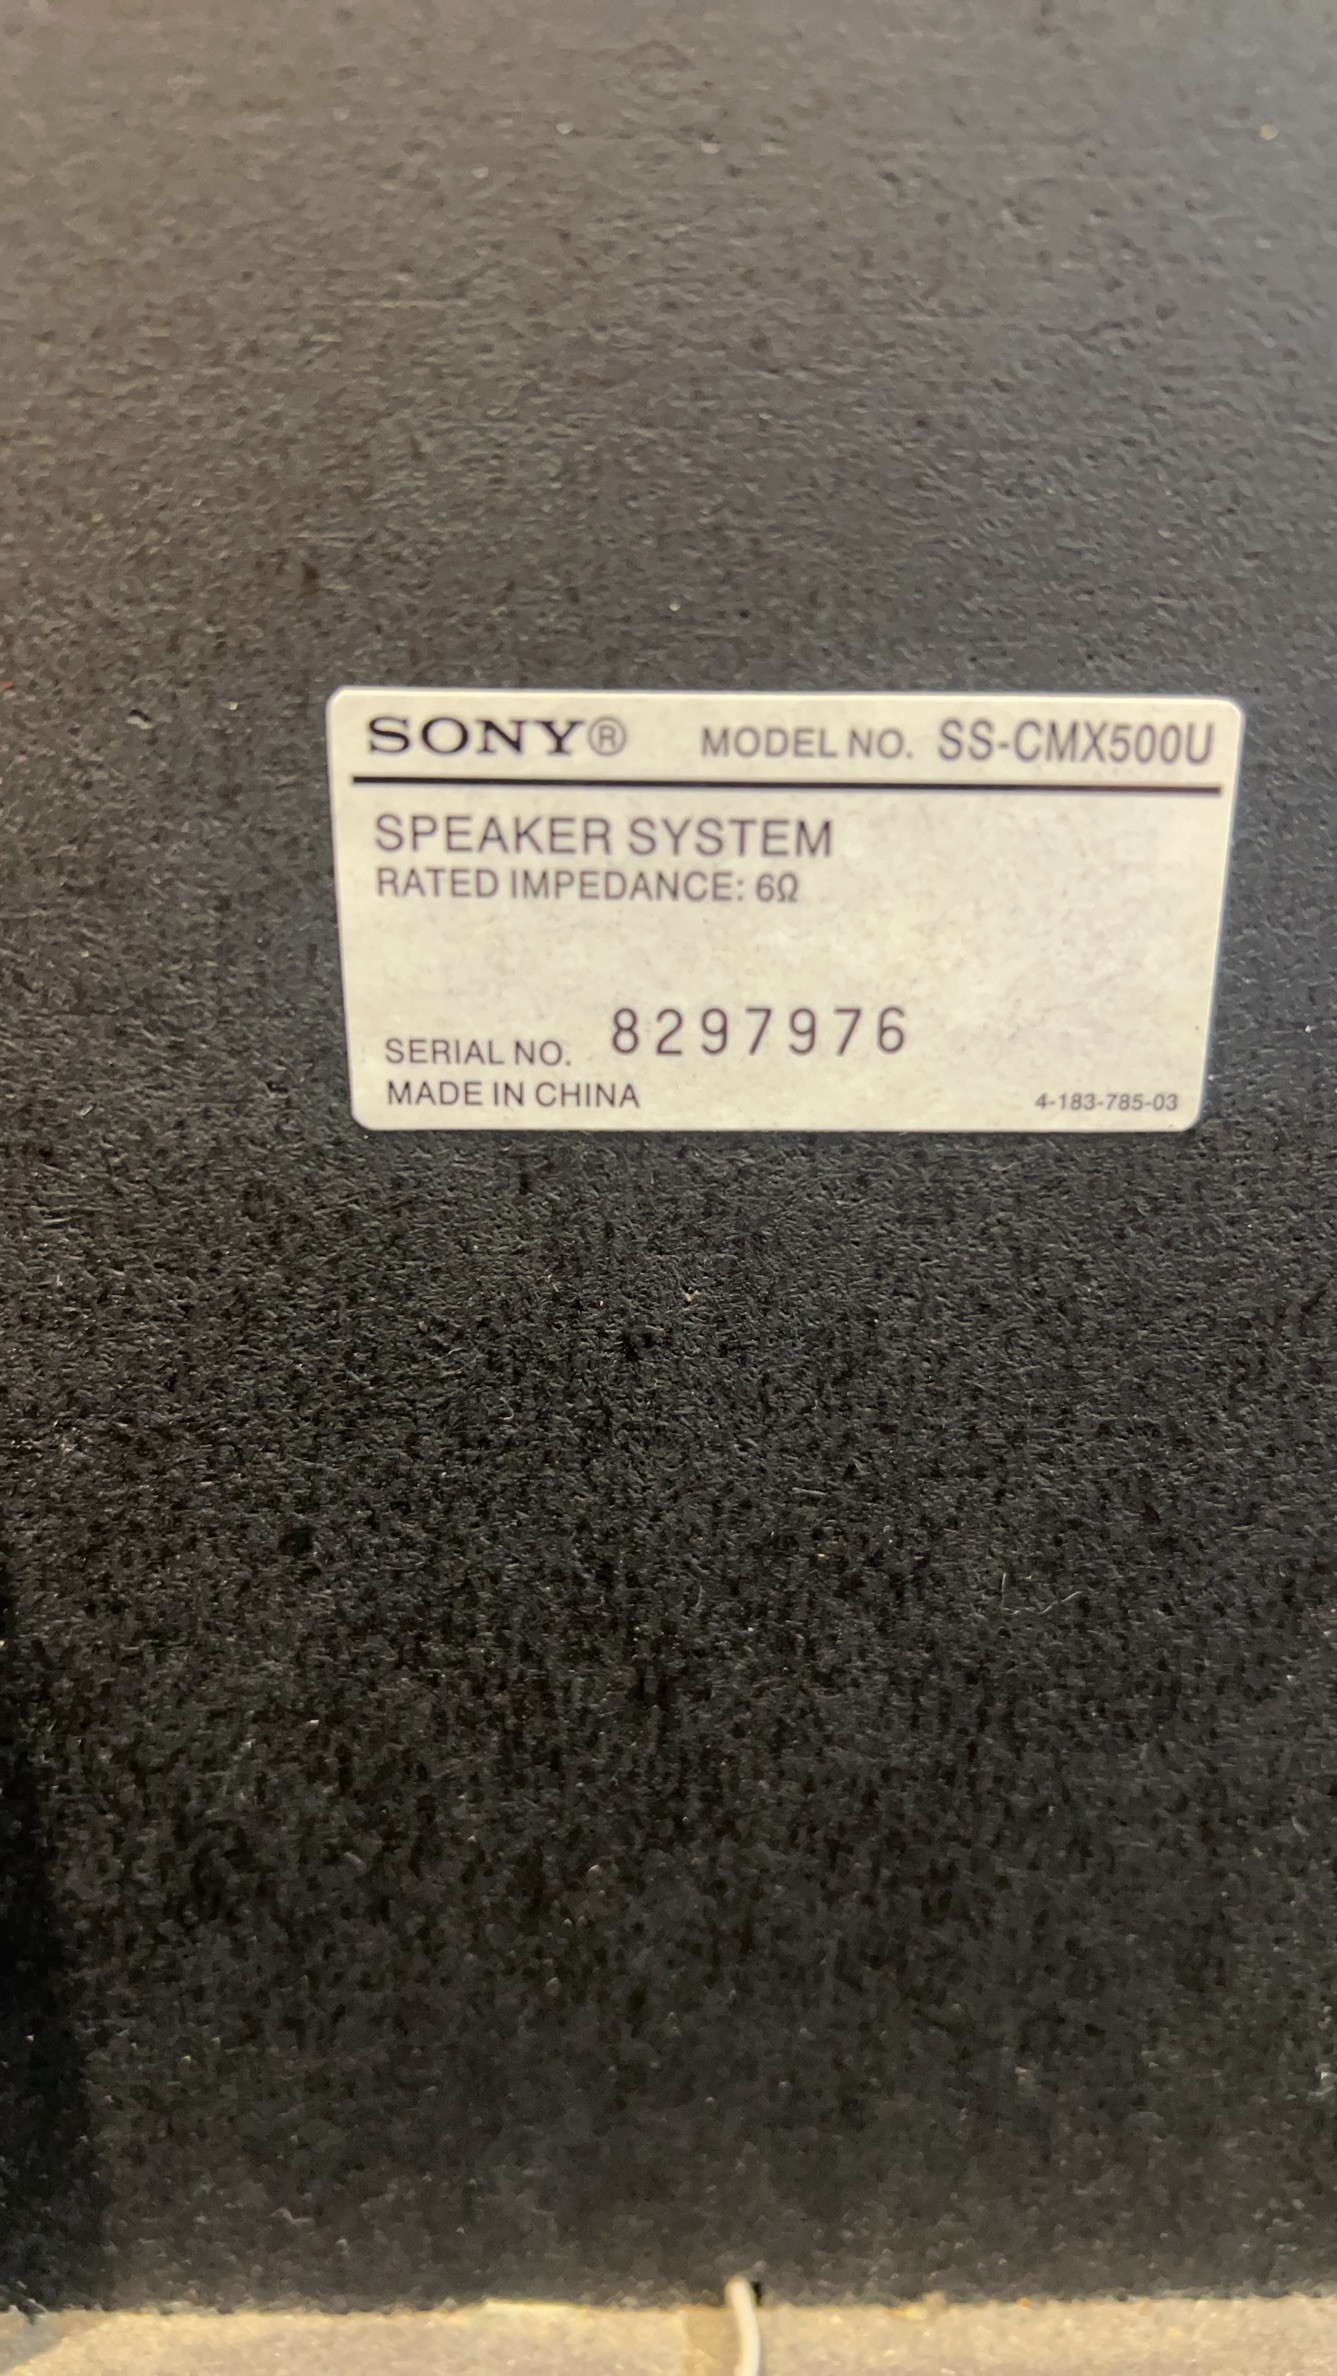 SONY® MODEL NO. SS-CMX500U
SPEAKER SYSTEM
RATED IMPEDANCE: 6Ω
SERIAL NO. 8297976
MADE IN CHINA 4-183-785-03